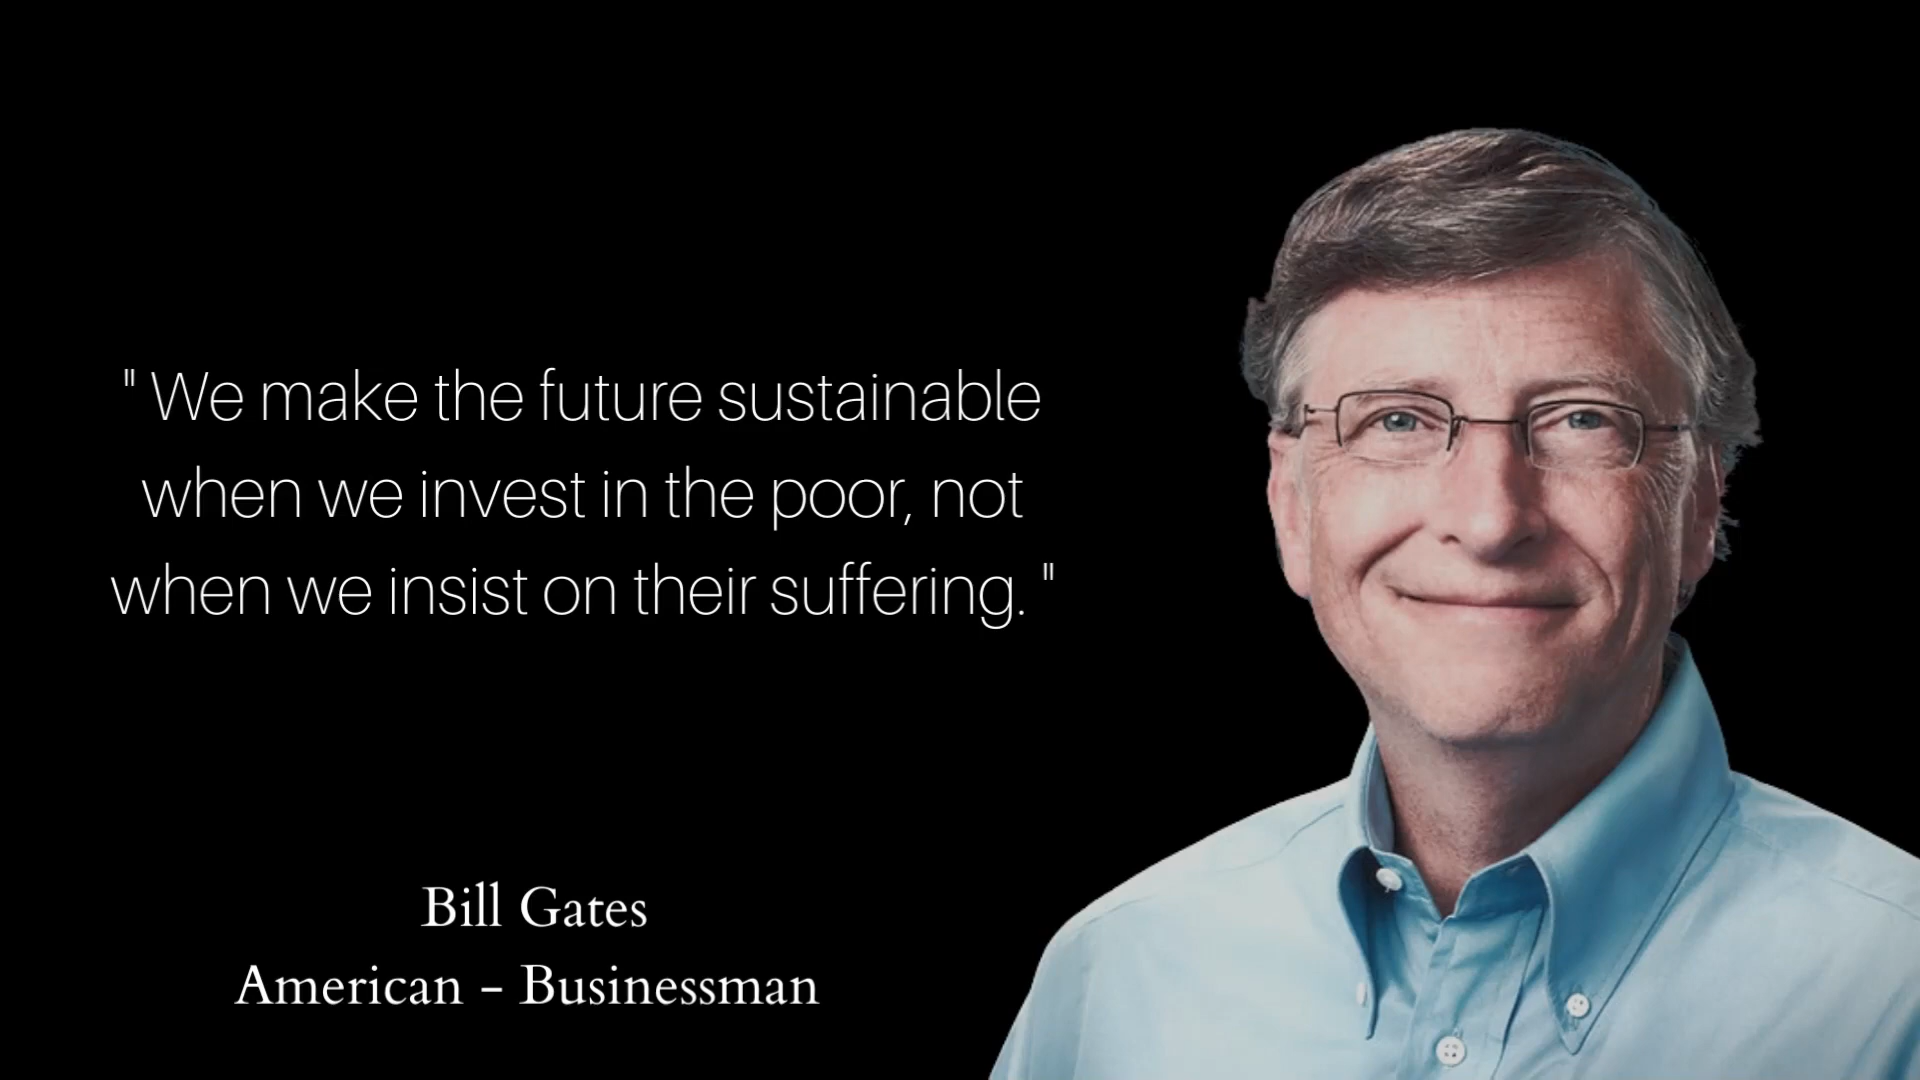 " We make the future sustainable
when we invest in the poor, not
when we insist on their suffering. "
Bill Gates
American - Businessman